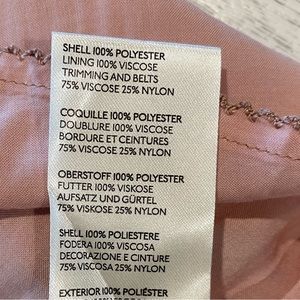 SHELL 100% POLYESTER
LINING 100% VISCOSE
TRIMMING AND BELTS
75% VISCOSE 25% NYLON
COQUILLE 100% POLYESTER
DOUBLURE 100% VISCOSE
BORDURE ET CEINTURES
75% VISCOSE 25% NYLON
OBERSTOFF 100% POLYESTER
FUTTER 100% VISKOSE
AUFSATZ UND GÜRTEL
75% VISKOSE 25% NYLON
SHELL 100% POLIESTERE
FODERA 100% VISCOSA
DECORAZIONE E CINTURE
75% VISCOSA 25% NYLON
EXTERIOR 100% POLIÉSTER